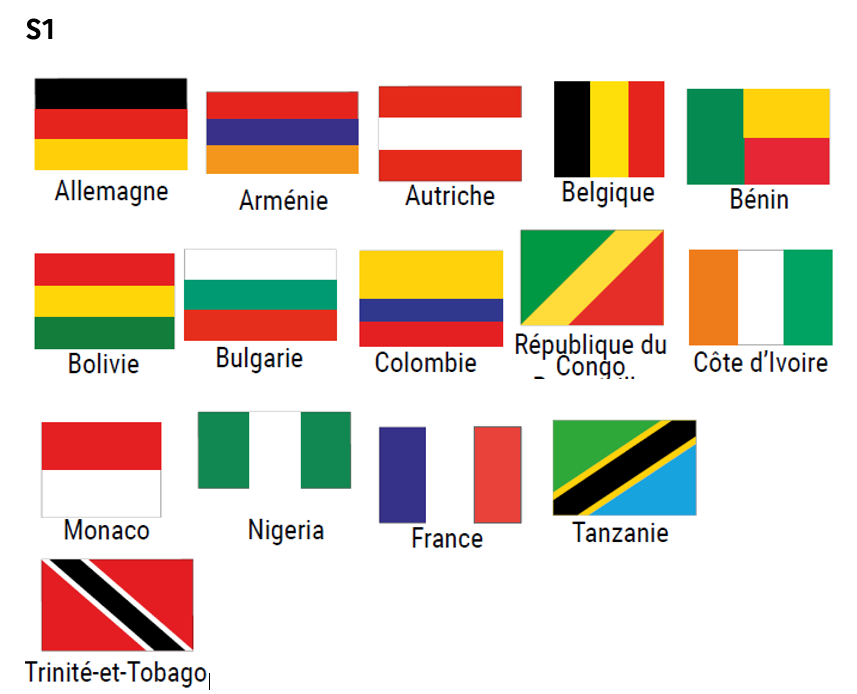 S1
Allemagne
Arménie
Autriche
Belgique
Bénin
Bolivie
Bulgarie
Colombie
République du
Congo
Côte d’Ivoire
Monaco
Nigeria
France
Tanzanie
Trinité-et-Tobago